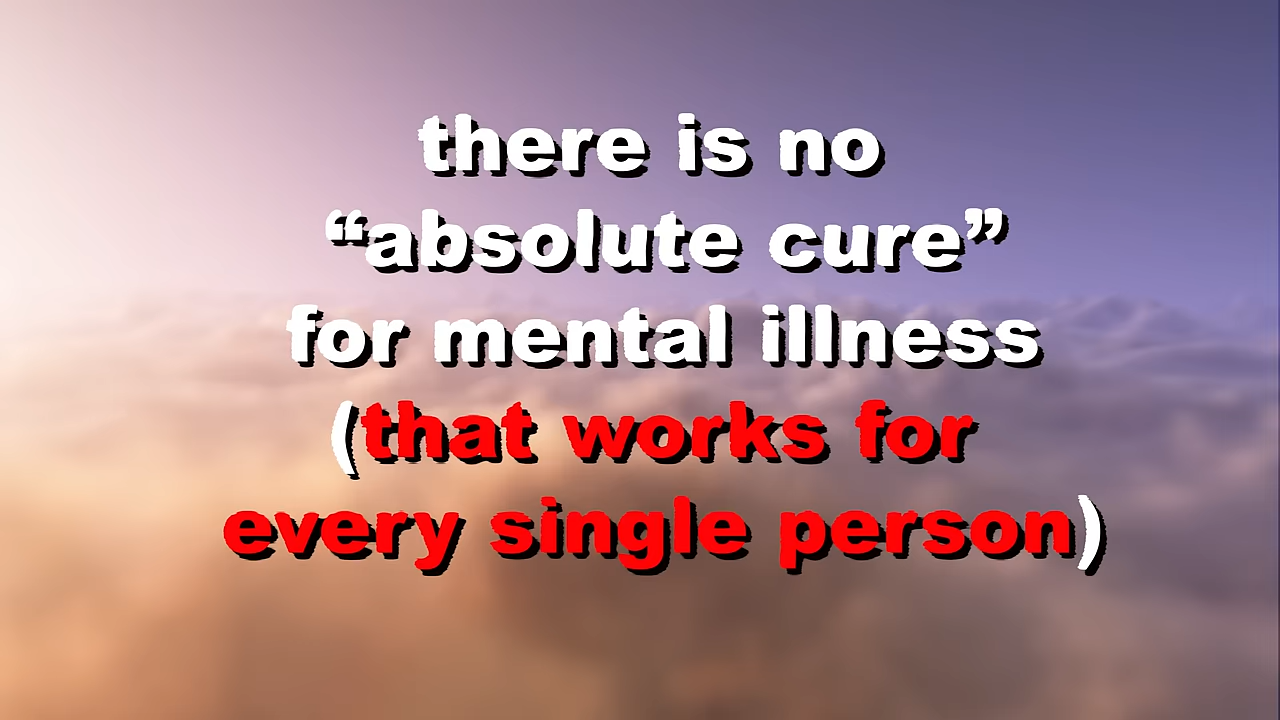 there is no
“absolute cure”
for mental illness
(that works for
every single person)